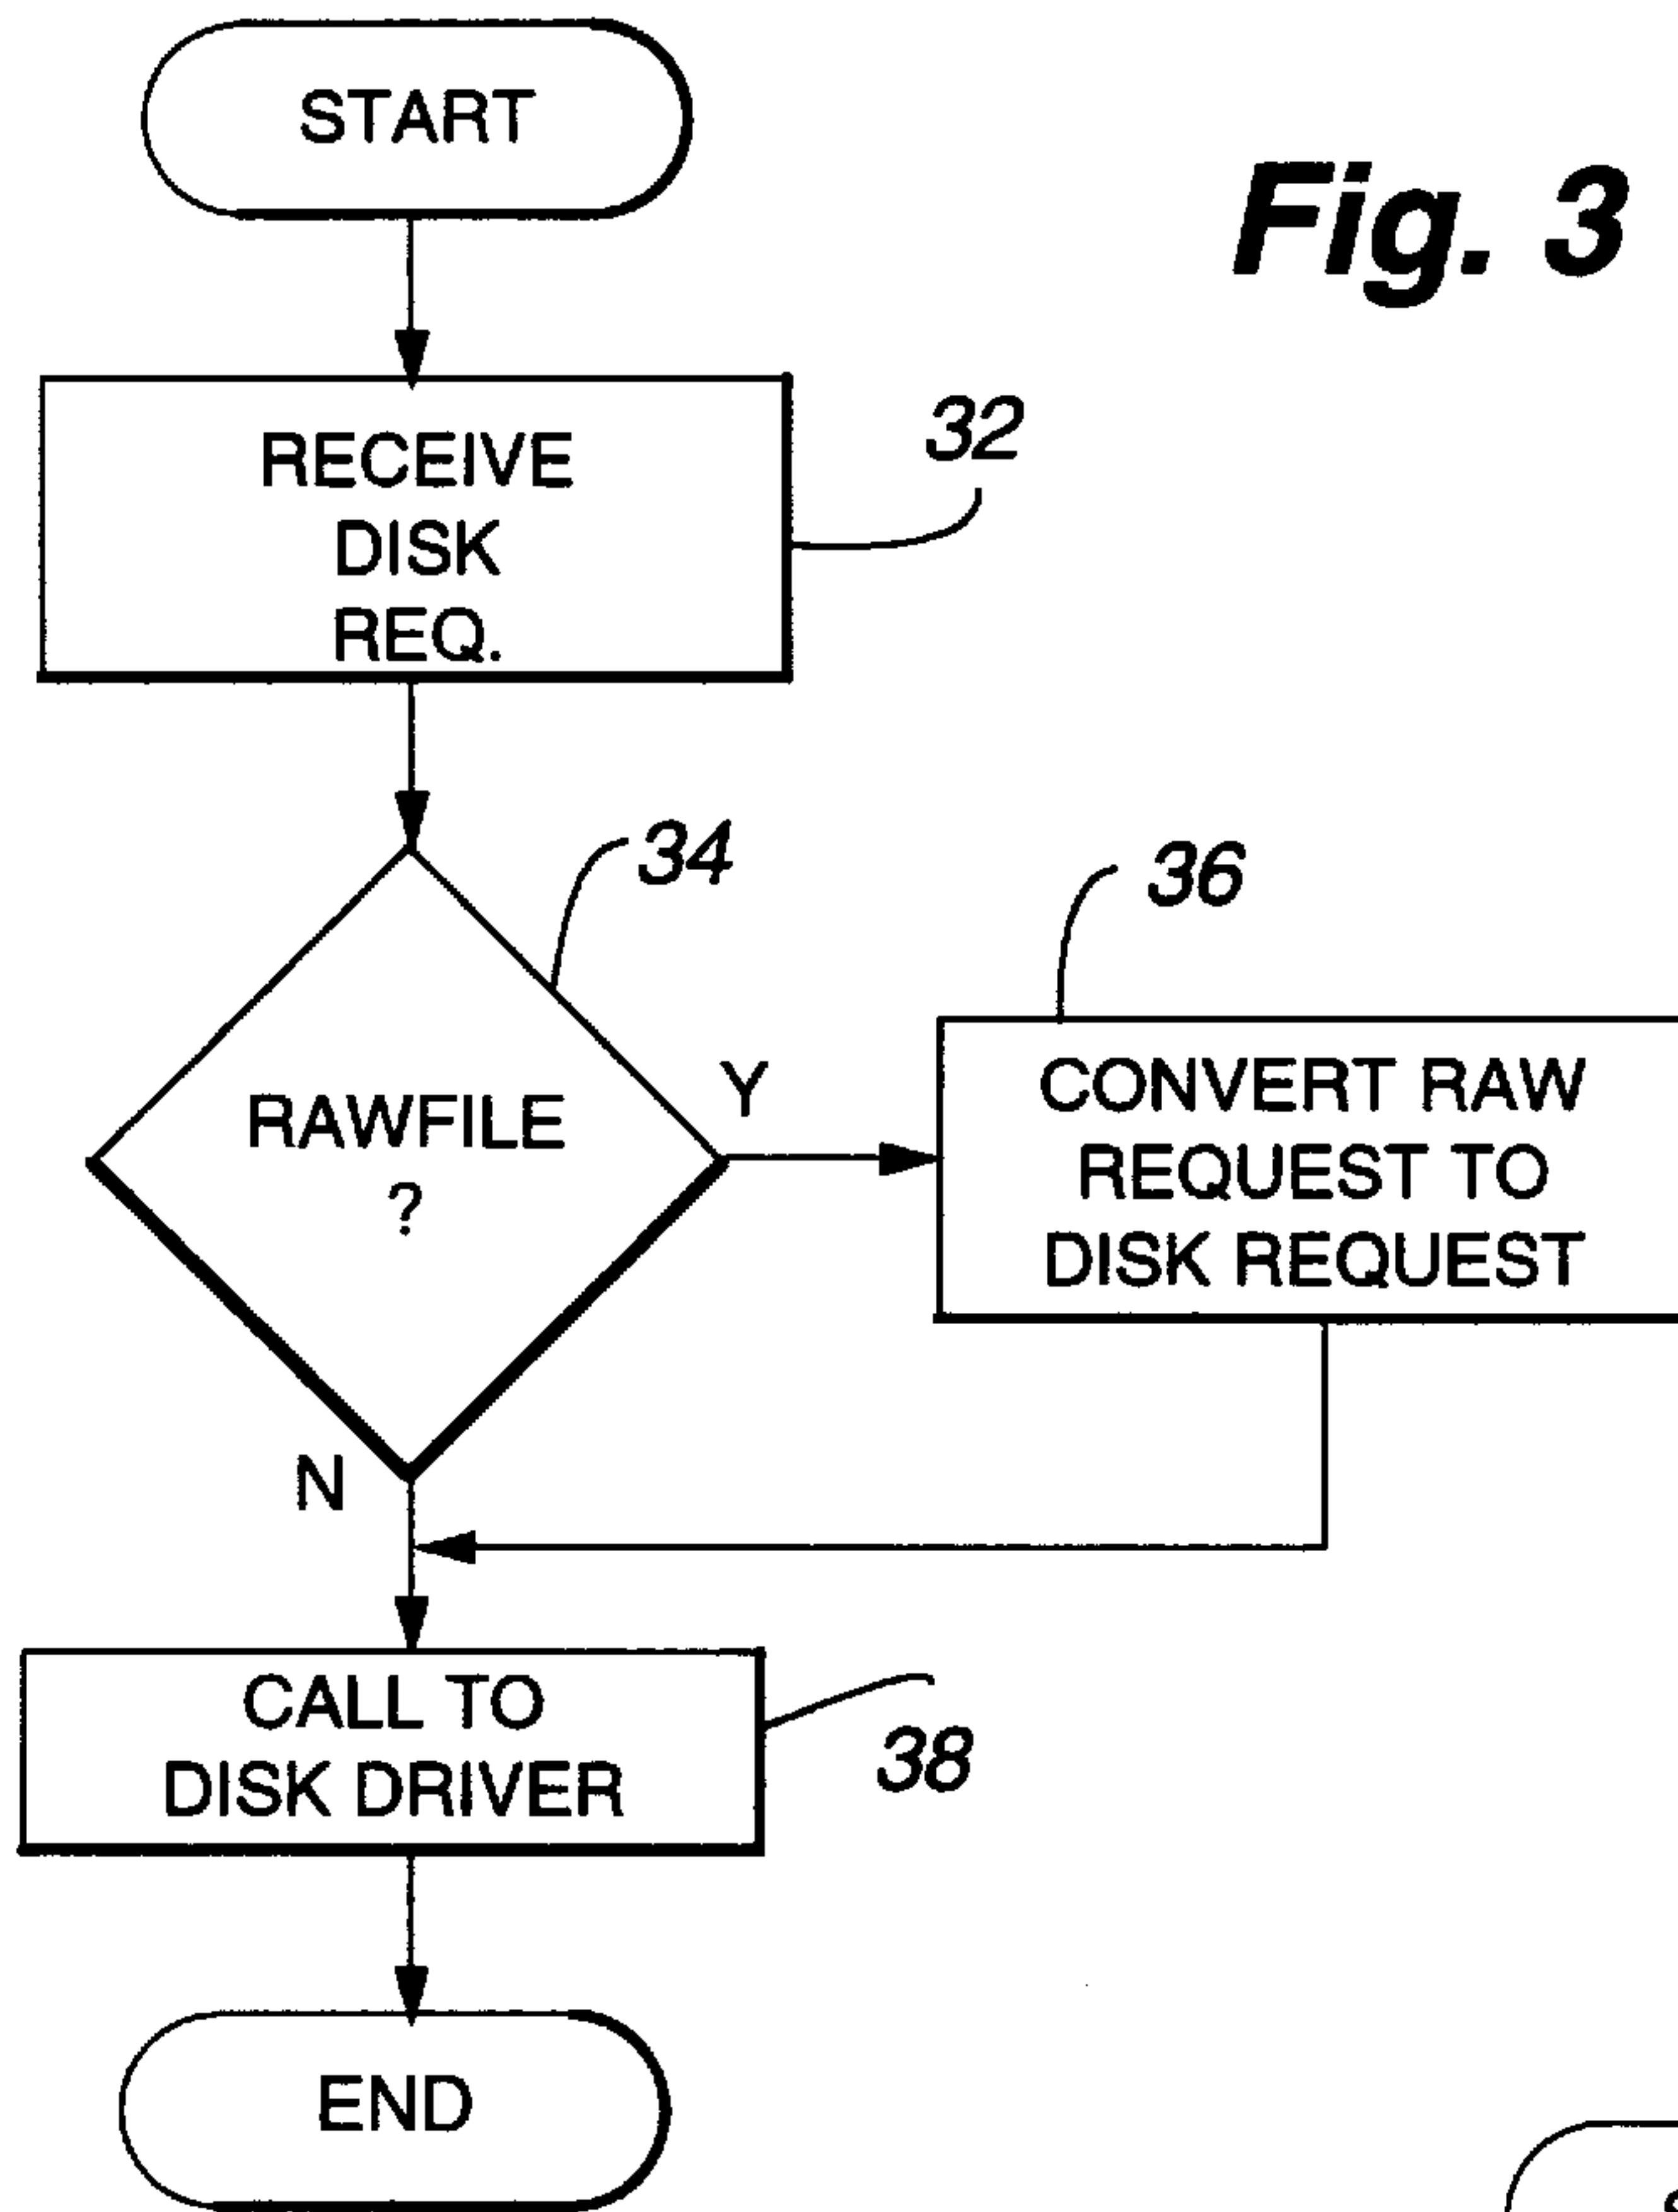 START
Fig. 3
RECEIVE
DISK
REQ.
32
34
36
RAWFILE
?
Y
CONVERT RAW
REQUEST TO
DISK REQUEST
N
CALL TO
DISK DRIVER
38
END